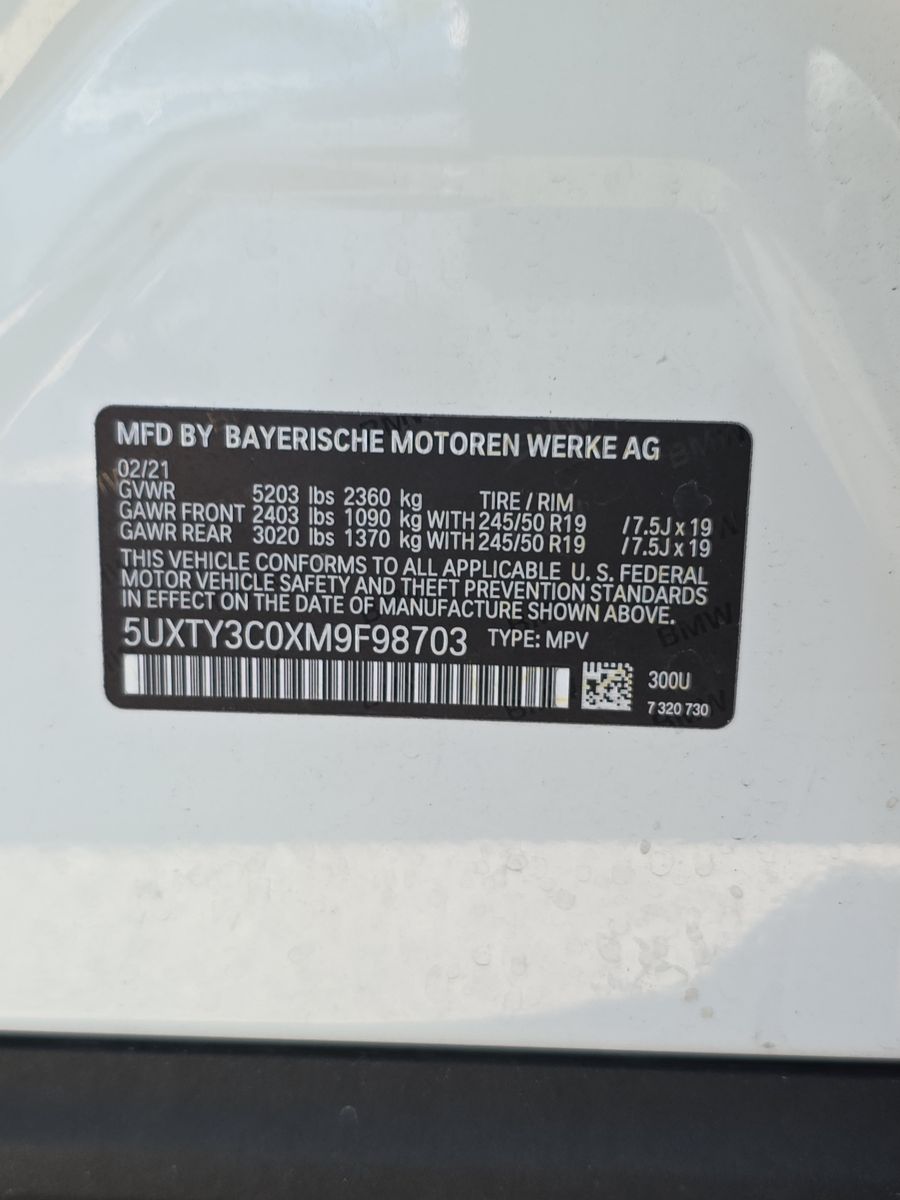 MFD BY BAYERISCHE MOTOREN WERKE AG
02/21
GVWR 5203 lbs 2360 kg TIRE / RIM
GAWR FRONT 2403 lbs 1090 kg WITH 245/50 R19 /7.5J x 19
GAWR REAR 3020 lbs 1370 kg WITH 245/50 R19 /7.5J x 19
THIS VEHICLE CONFORMS TO ALL APPLICABLE U. S. FEDERAL
MOTOR VEHICLE SAFETY AND THEFT PREVENTION STANDARDS
IN EFFECT ON THE DATE OF MANUFACTURE SHOWN ABOVE.
5UXTY3C0XM9F98703 TYPE: MPV
300U
7 320 730